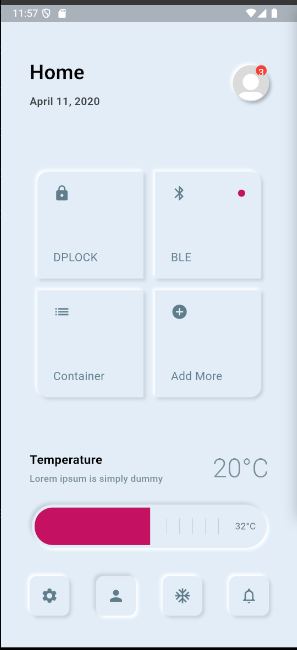 11:57
Home
3
April 11, 2020
DPLOCK
BLE
Container
Add More
Temperature
Lorem ipsum is simply dummy
20°C
32°C